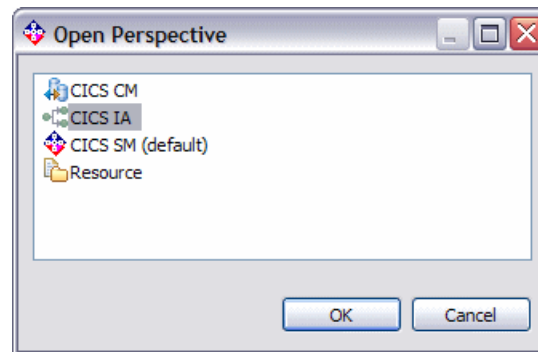 Open Perspective
CICS CM
CICS IA
CICS SM (default)
Resource
OK Cancel